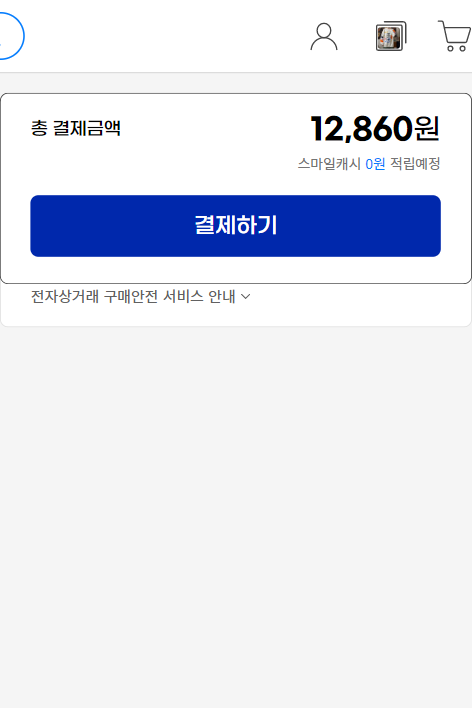 총 결제금액
12,860원
스마일캐시 0원 적립예정
결제하기
전자상거래 구매안전 서비스 안내